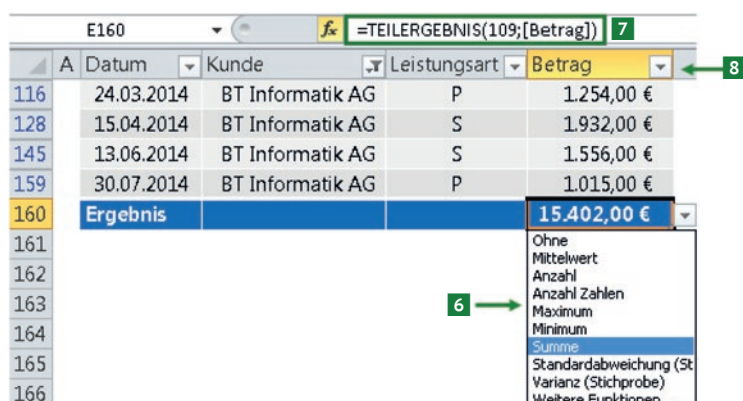 E160 fx =TEILERGEBNIS(109;[Betrag]) 7
A Datum Kunde Leistungsart Betrag 8
116 24.03.2014 BT Informatik AG P 1.254,00 €
128 15.04.2014 BT Informatik AG S 1.932,00 €
145 13.06.2014 BT Informatik AG S 1.556,00 €
159 30.07.2014 BT Informatik AG P 1.015,00 €
160 Ergebnis 15.402,00 €
161 Ohne
Mittelwert
162 Anzahl
Anzahl Zahlen
163 6 Maximum
Minimum
164 Summe
165 Standardabweichung (St
Varianz (Stichprobe)
166 Weitere Funktionen